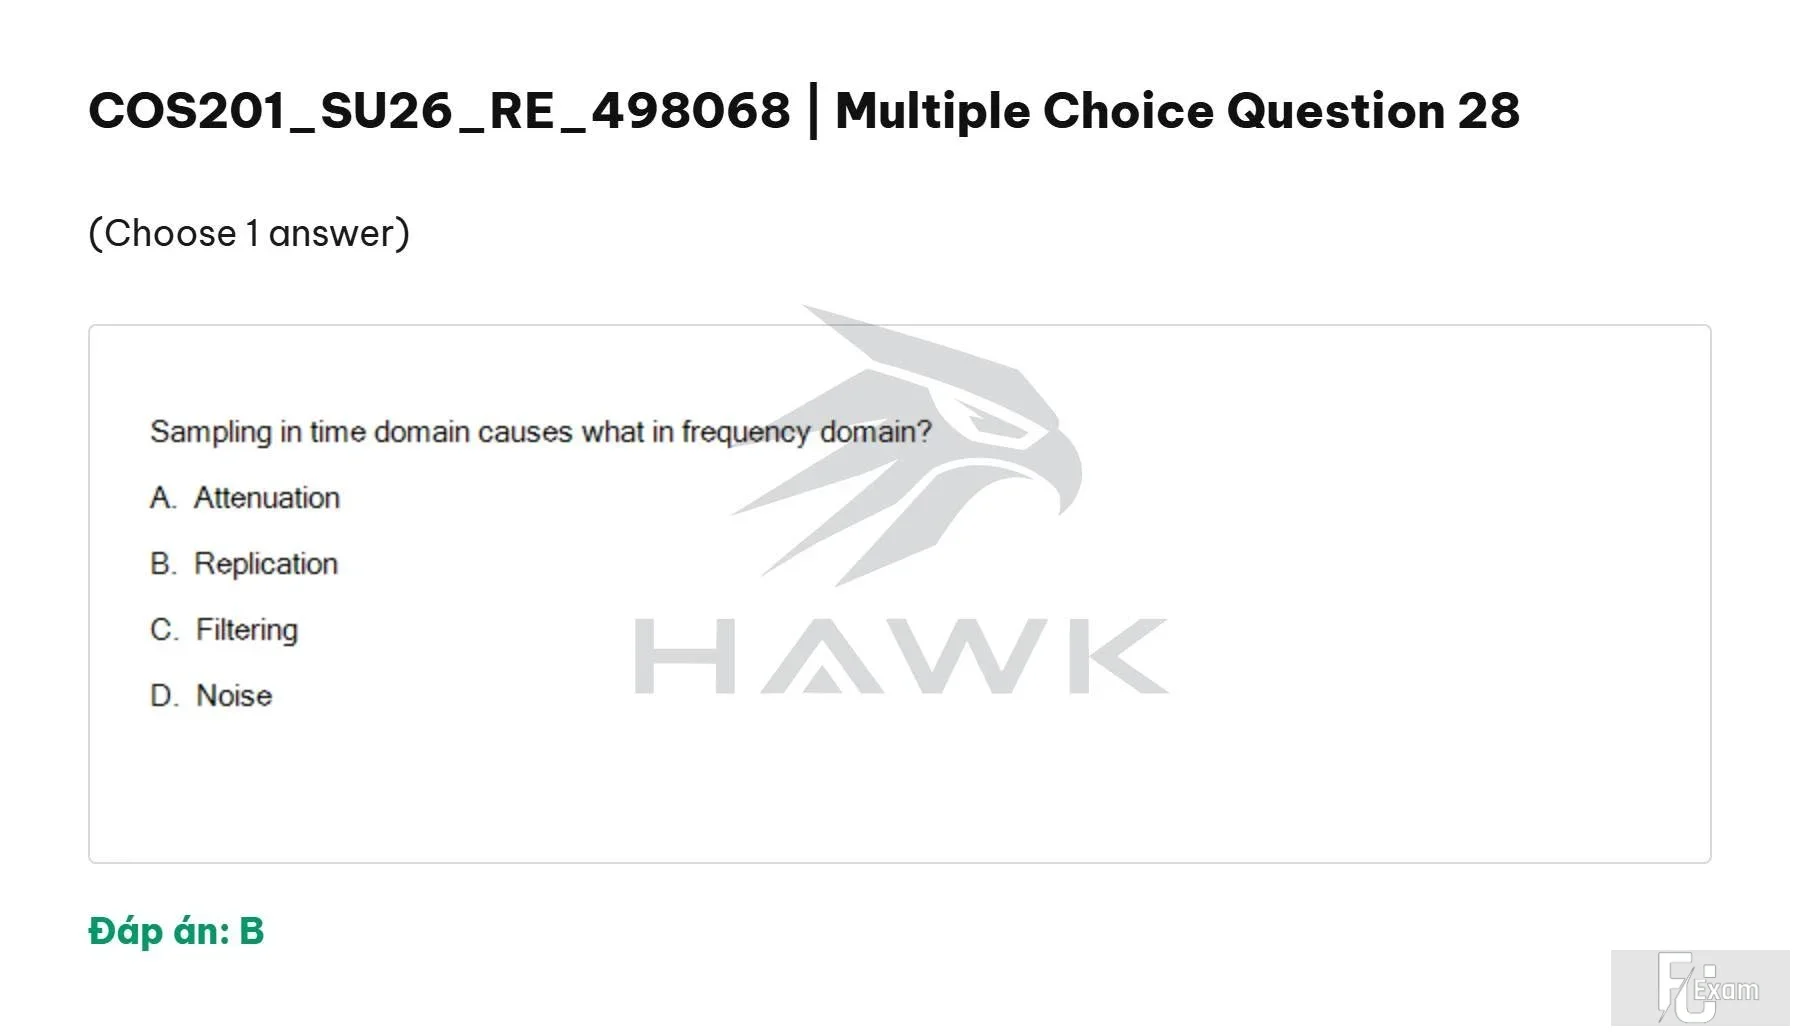 COS201_SU26_RE_498068 | Multiple Choice Question 28
(Choose 1 answer)
Sampling in time domain causes what in frequency domain?
A. Attenuation
B. Replication
C. Filtering
D. Noise
HAWK
Đáp án: B
FU Exam